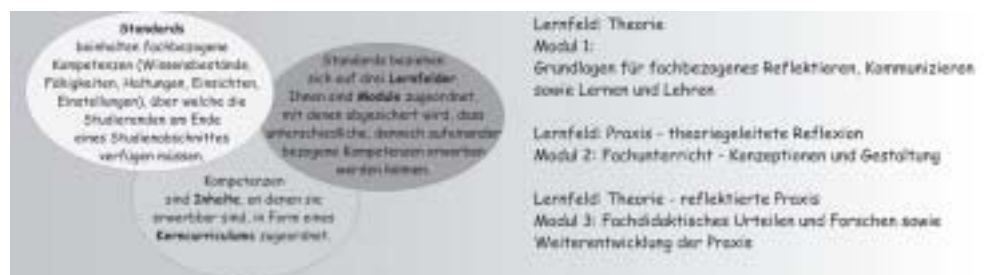 Standards
beinhalten fachbezogene
Kompetenzen (Wissensbestände,
Fähigkeiten, Haltungen, Einsichten,
Einstellungen), über welche die
Studierenden am Ende
eines Studienabschnittes
verfügen müssen.
Standards beziehen
sich auf drei Lernfelder.
Ihnen sind Module zugeordnet,
mit denen abgesichert wird, dass
unterschiedliche, dennoch aufeinander
bezogene Kompetenzen erworben
werden können.
Kompetenzen
sind Inhalte, an denen sie
erwerbbar sind, in Form eines
Kerncurriculums zugeordnet.
Lernfeld: Theorie
Modul 1:
Grundlagen für fachbezogenes Reflektieren, Kommunizieren
sowie Lernen und Lehren
Lernfeld: Praxis - theoriegeleitete Reflexion
Modul 2: Fachunterricht - Konzeptionen und Gestaltung
Lernfeld: Theorie - reflektierte Praxis
Modul 3: Fachdidaktisches Urteilen und Forschen sowie
Weiterentwicklung der Praxis